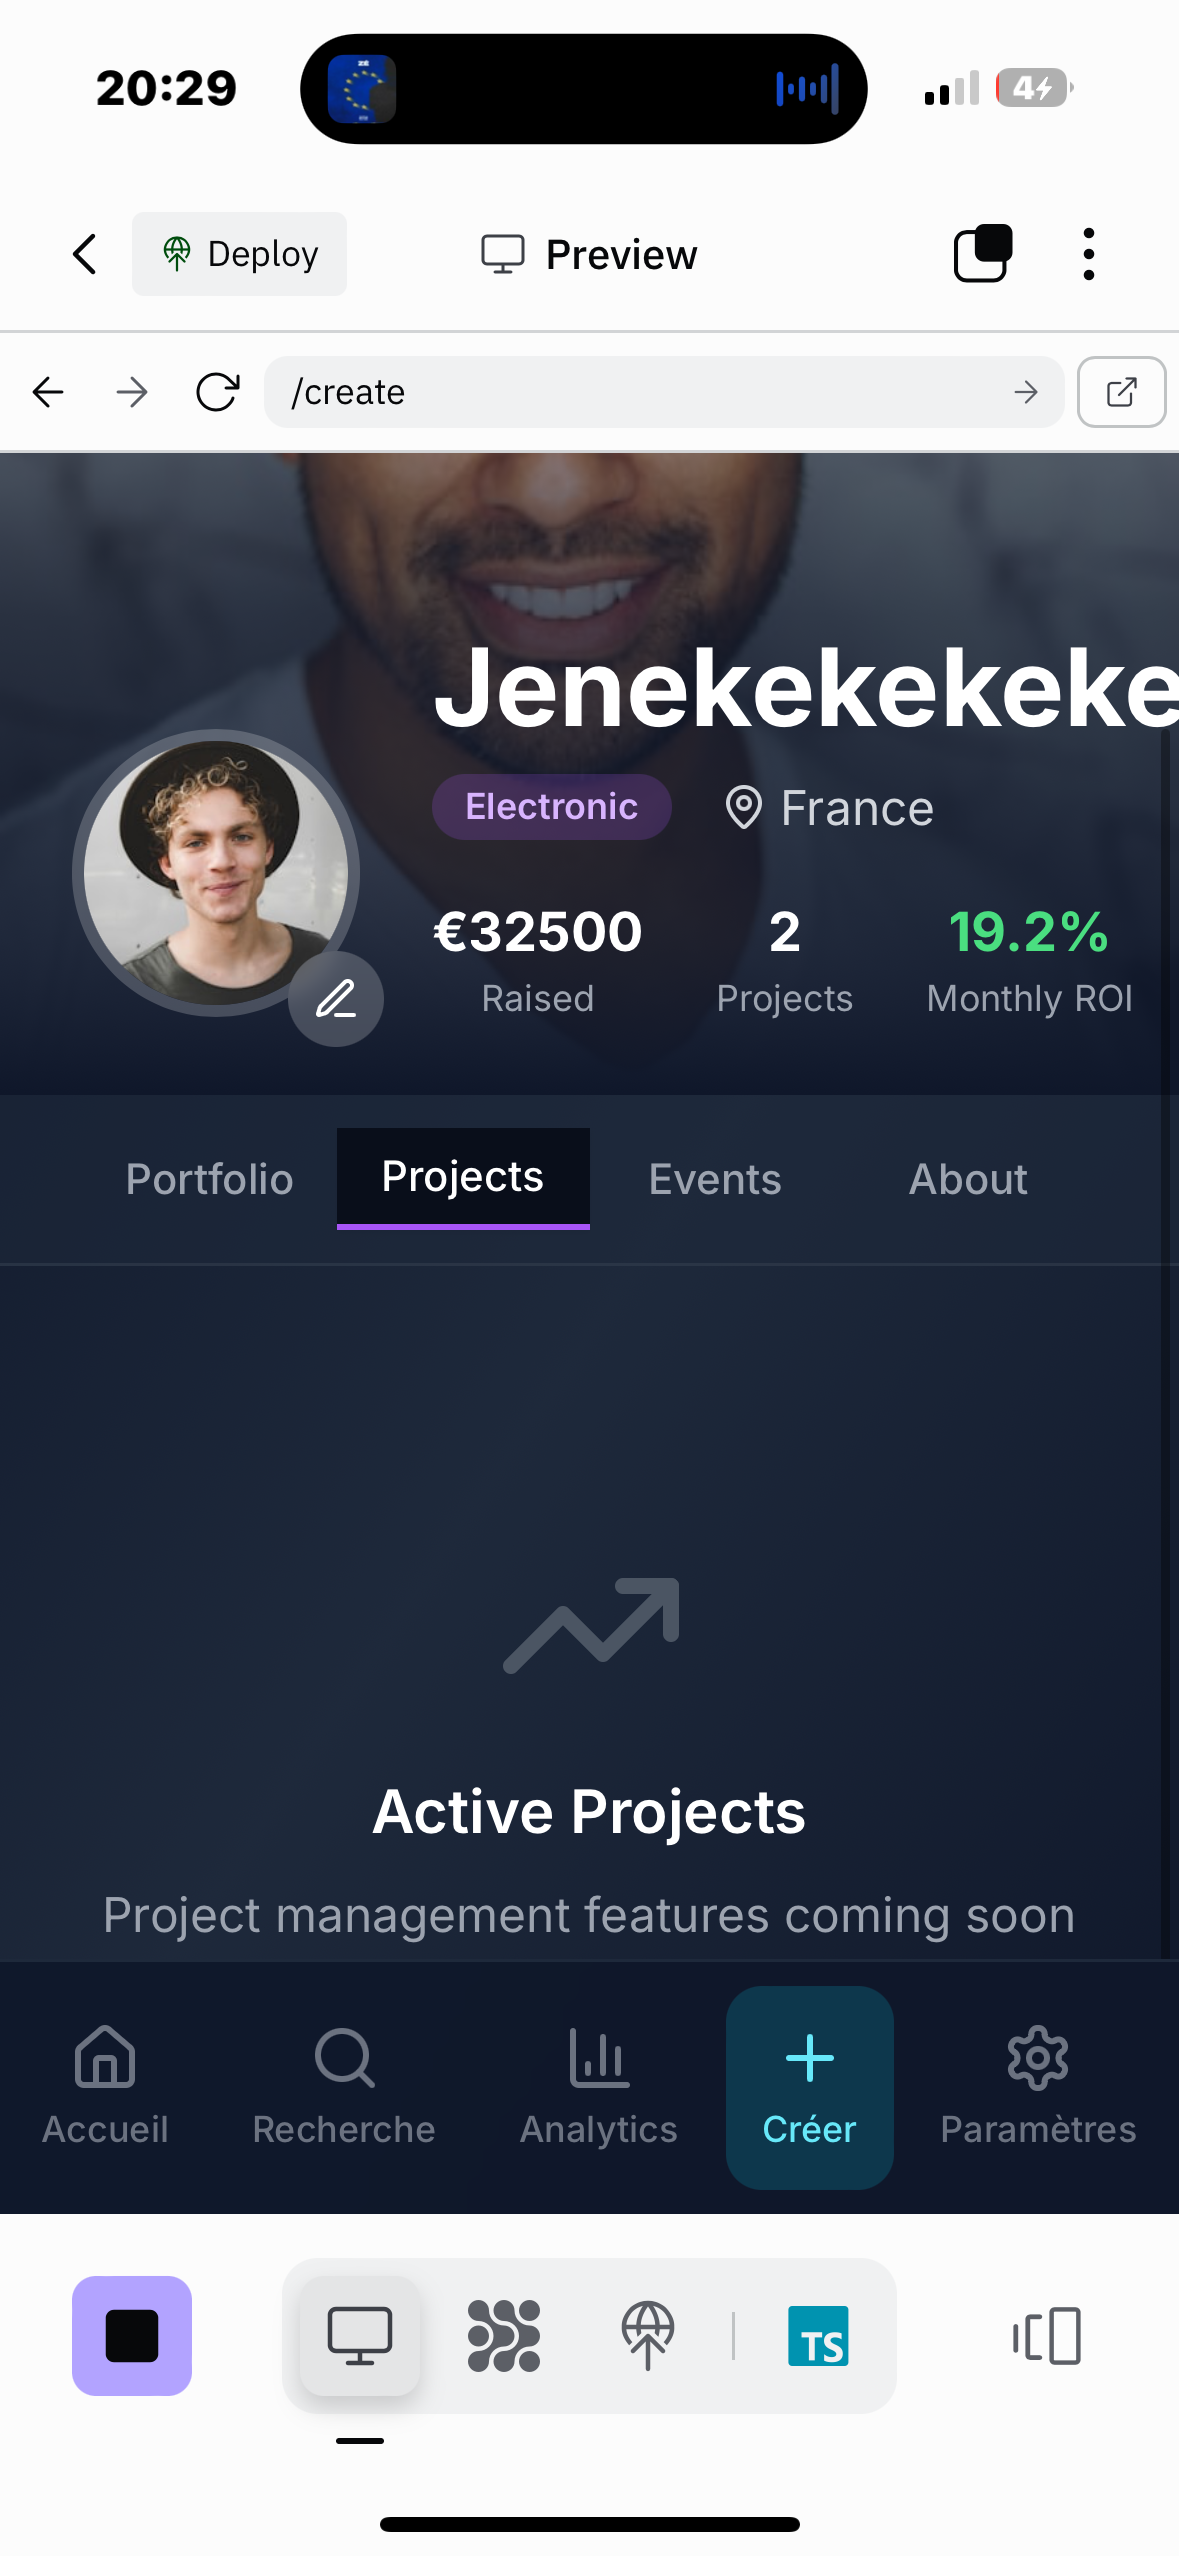 20:29
4
Deploy
Preview
/create
Jenekekekeke
Electronic
France
€32500
2
19.2%
Raised
Projects
Monthly ROI
Portfolio
Projects
Events
About
Active Projects
Project management features coming soon
Accueil
Recherche
Analytics
Créer
Paramètres
TS